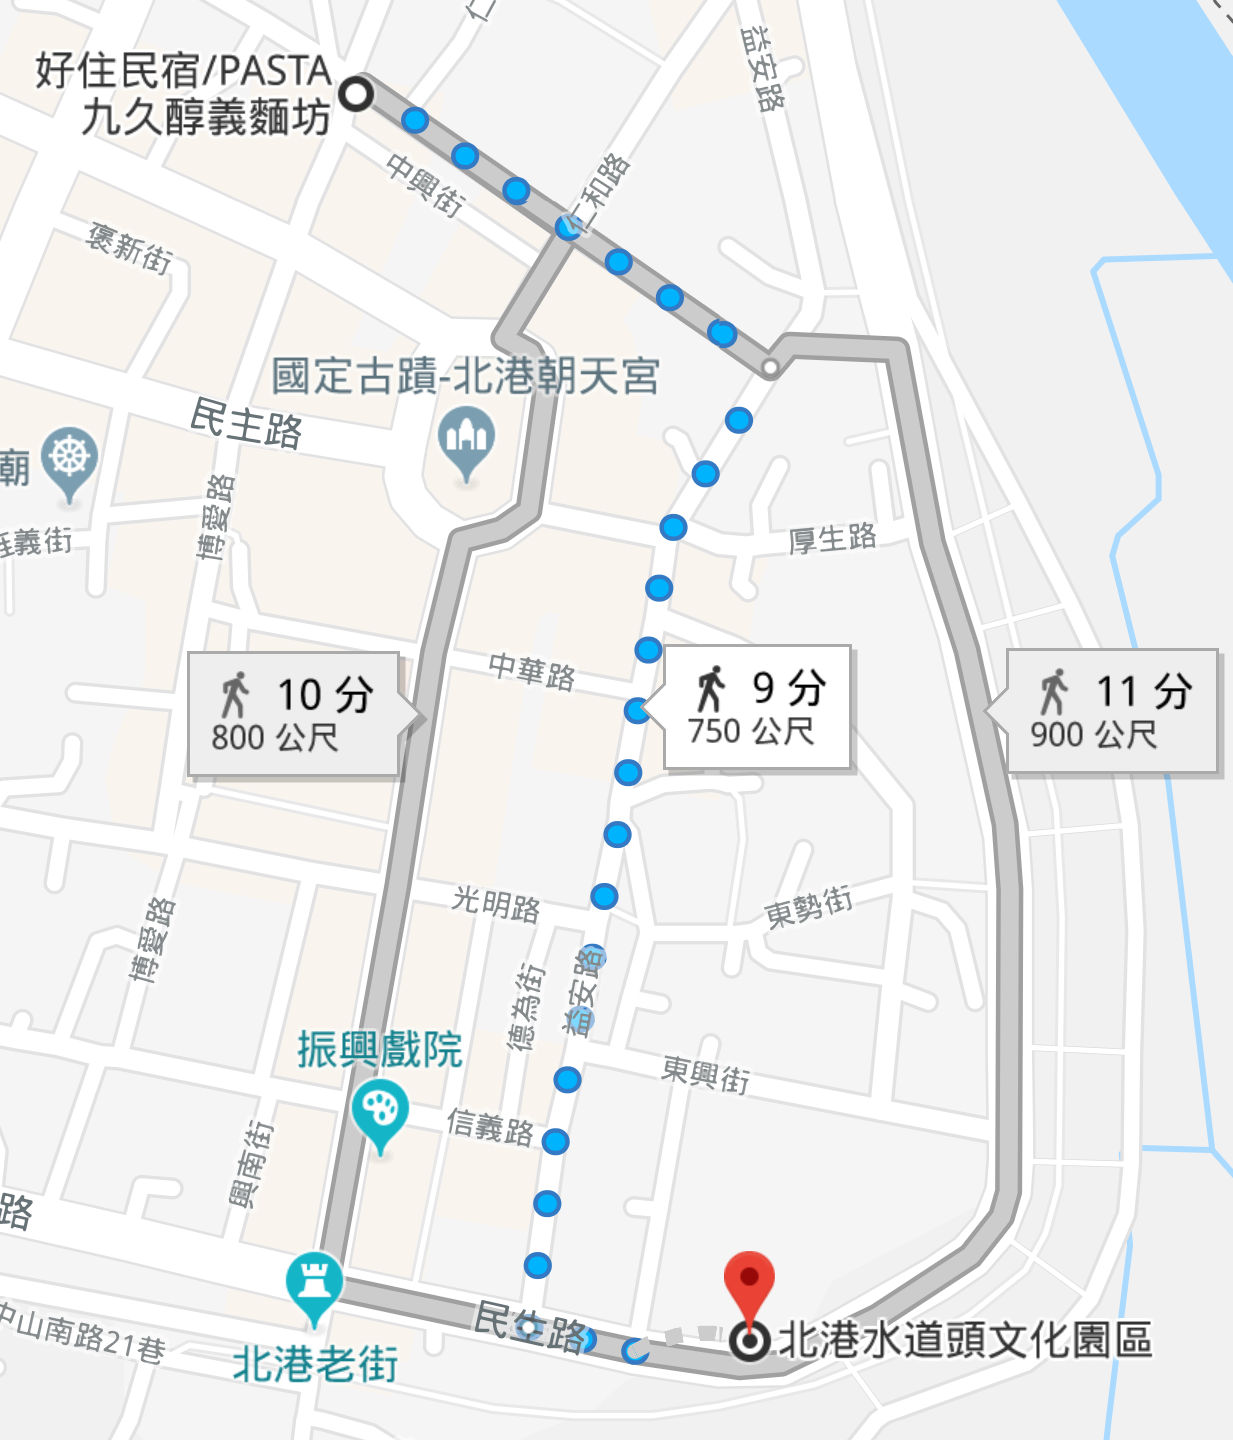 仁
益安路
好住民宿/PASTA
九久醇義麵坊
中興街
仁和路
褒新街
國定古蹟-北港朝天宮
民主路
廟
博愛路
義街
厚生路
中華路
10 分
800 公尺
9 分
750 公尺
11 分
900 公尺
光明路
東勢街
博愛路
德為街
益安路
振興戲院
東興街
信義路
興南街
路
民生路
中山南路21巷
北港老街
北港水道頭文化園區